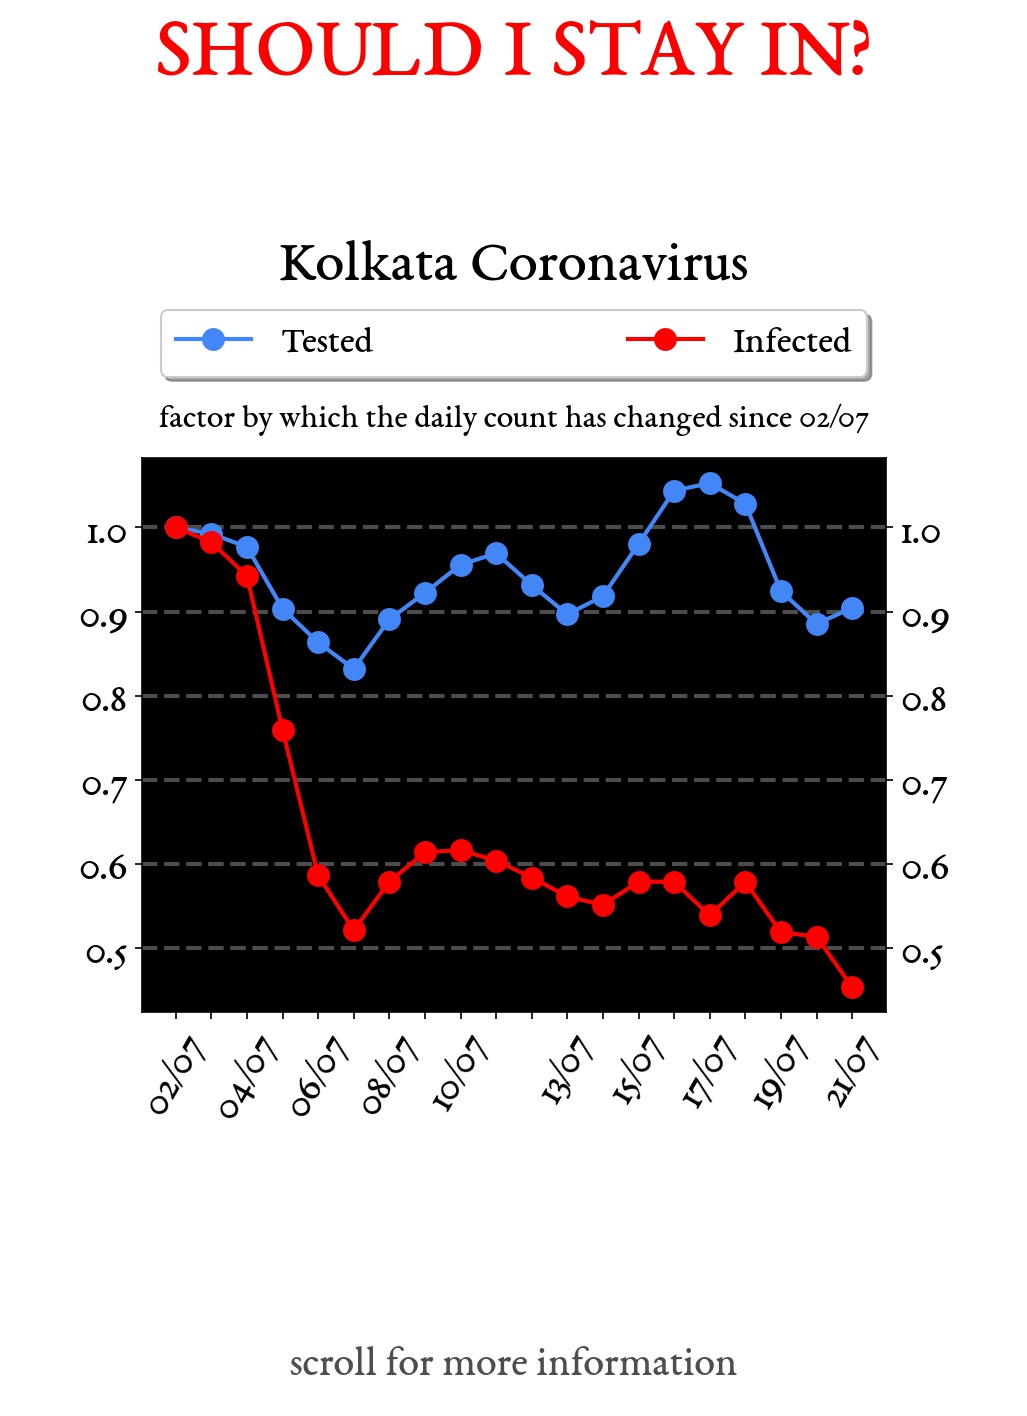 SHOULD I STAY IN?
Kolkata Coronavirus
Tested Infected
factor by which the daily count has changed since 02/07
1.0 1.0
0.9 0.9
0.8 0.8
0.7 0.7
0.6 0.6
0.5 0.5
02/07 04/07 06/07 08/07 10/07 13/07 15/07 17/07 19/07 21/07
scroll for more information